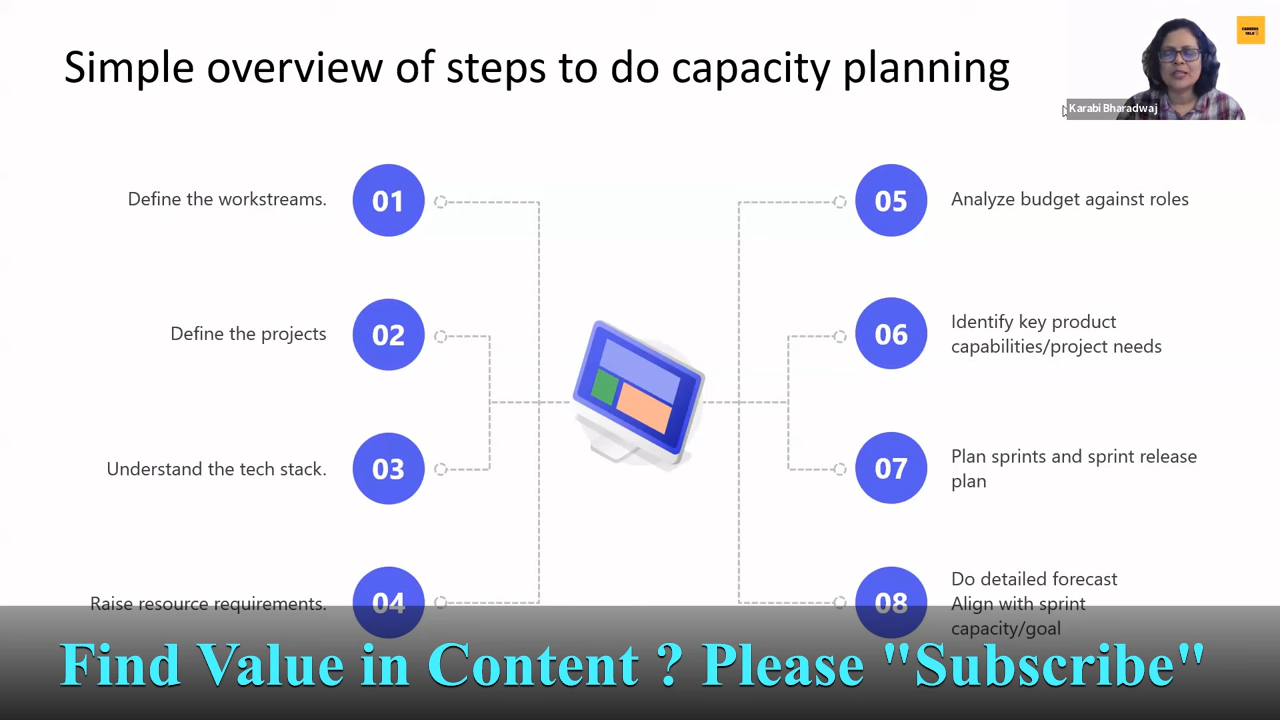 Simple overview of steps to do capacity planning
CAREERS
TALK
Karabi Bharadwaj
Define the workstreams.
01
Define the projects
02
Understand the tech stack.
03
Raise resource requirements.
04
05
Analyze budget against roles
06
Identify key product
capabilities/project needs
07
Plan sprints and sprint release
plan
08
Do detailed forecast
Align with sprint
capacity/goal
Find Value in Content ? Please "Subscribe"